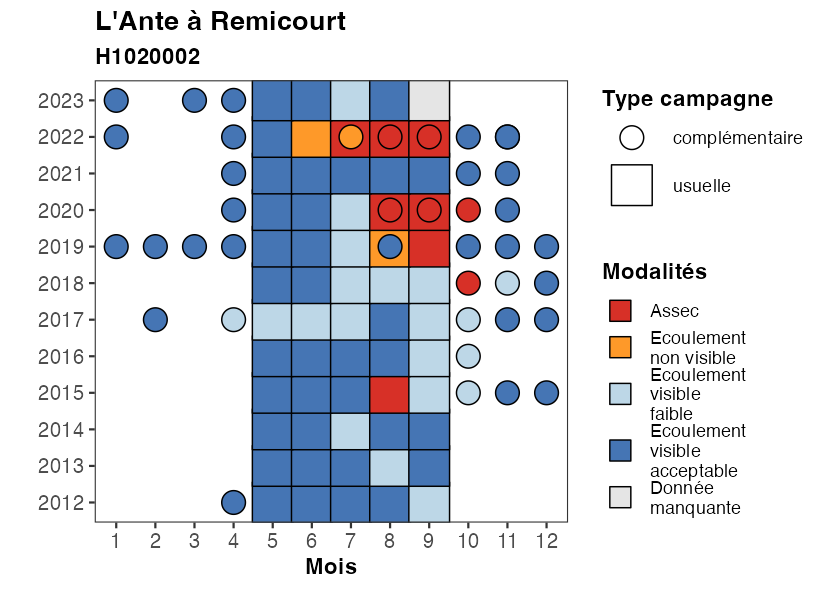 L'Ante à Remicourt
H1020002
2023
2022
2021
2020
2019
2018
2017
2016
2015
2014
2013
2012
1 2 3 4 5 6 7 8 9 10 11 12
Mois
Type campagne
complémentaire
usuelle
Modalités
Assec
Ecoulement
non visible
Ecoulement
visible
faible
Ecoulement
visible
acceptable
Donnée
manquante